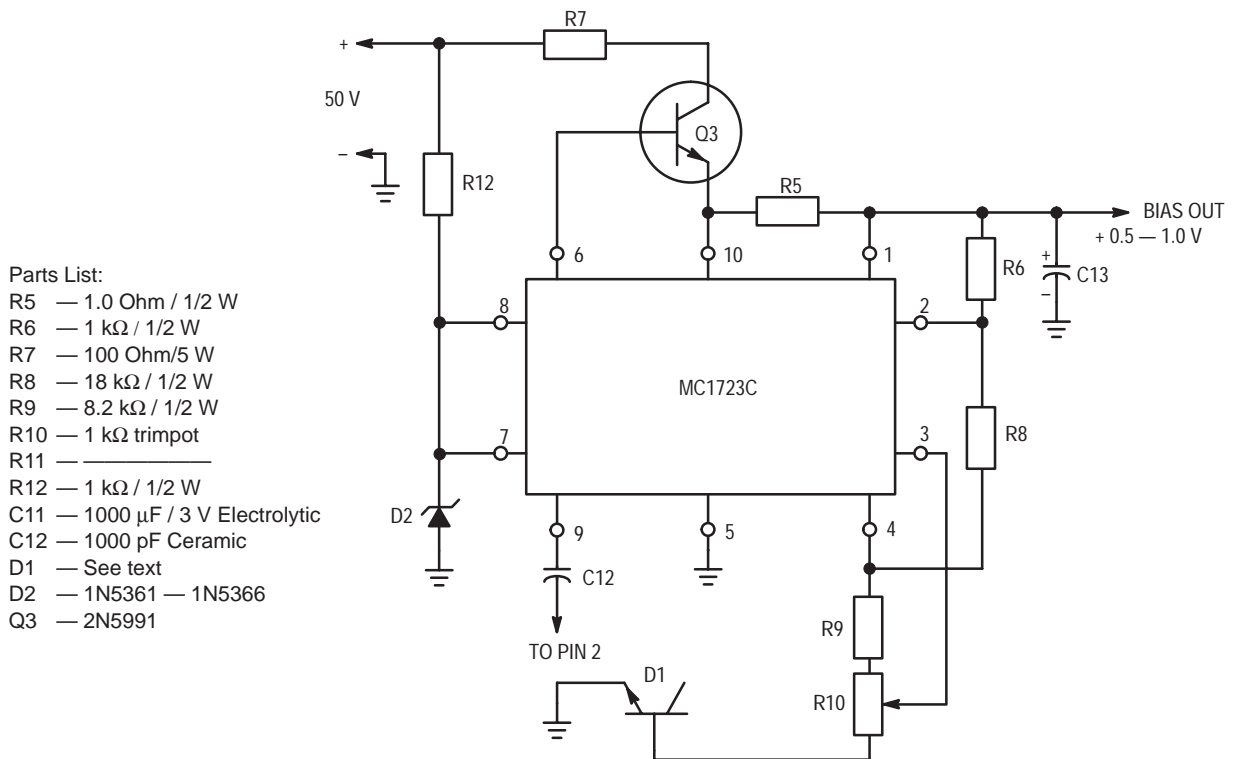 R7
+
50 V
–
R12
Q3
R5
BIAS OUT
+ 0.5 — 1.0 V
6
10
1
R6
+
C13
–
Parts List:
R5 — 1.0 Ohm / 1/2 W
R6 — 1 kΩ / 1/2 W
R7 — 100 Ohm/5 W
R8 — 18 kΩ / 1/2 W
R9 — 8.2 kΩ / 1/2 W
R10 — 1 kΩ trimpot
R11 — ——————
R12 — 1 kΩ / 1/2 W
C11 — 1000 µF / 3 V Electrolytic
C12 — 1000 pF Ceramic
D1 — See text
D2 — 1N5361 — 1N5366
Q3 — 2N5991
8
2
MC1723C
7
3
R8
D2
9
5
4
C12
TO PIN 2
R9
D1
R10